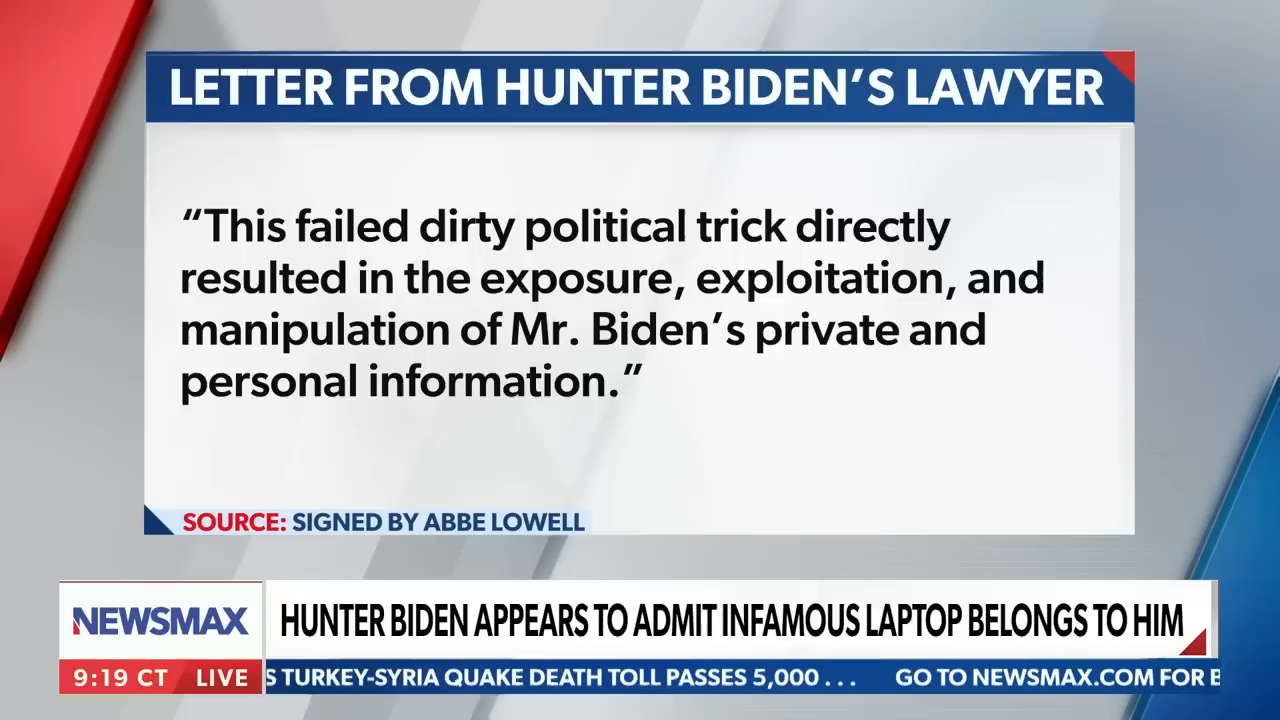 LETTER FROM HUNTER BIDEN’S LAWYER
“This failed dirty political trick directly
resulted in the exposure, exploitation, and
manipulation of Mr. Biden’s private and
personal information.”
SOURCE: SIGNED BY ABBE LOWELL
NEWSMAX
HUNTER BIDEN APPEARS TO ADMIT INFAMOUS LAPTOP BELONGS TO HIM
9:19 CT LIVE
S TURKEY-SYRIA QUAKE DEATH TOLL PASSES 5,000 . . . GO TO NEWSMAX.COM FOR